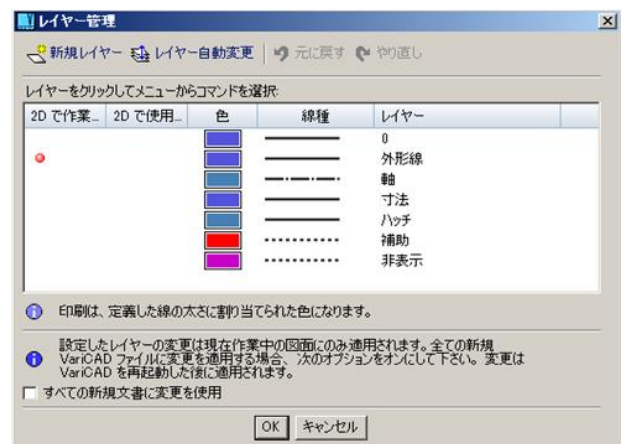 レイヤー管理
新規レイヤー レイヤー自動変更 元に戻す やり直し
レイヤーをクリックしてメニューからコマンドを選択:
2D で作業... 2D で使用... 色 線種 レイヤー
0
外形線
軸
寸法
ハッチ
補助
非表示
印刷は、定義した線の太さに割り当てられた色になります。
設定したレイヤーの変更は現在作業中の図面にのみ適用されます。全ての新規
VariCAD ファイルに変更を適用する場合、次のオプションをオンにして下さい。変更は
VariCAD を再起動した後に適用されます。
すべての新規文書に変更を使用
OK キャンセル